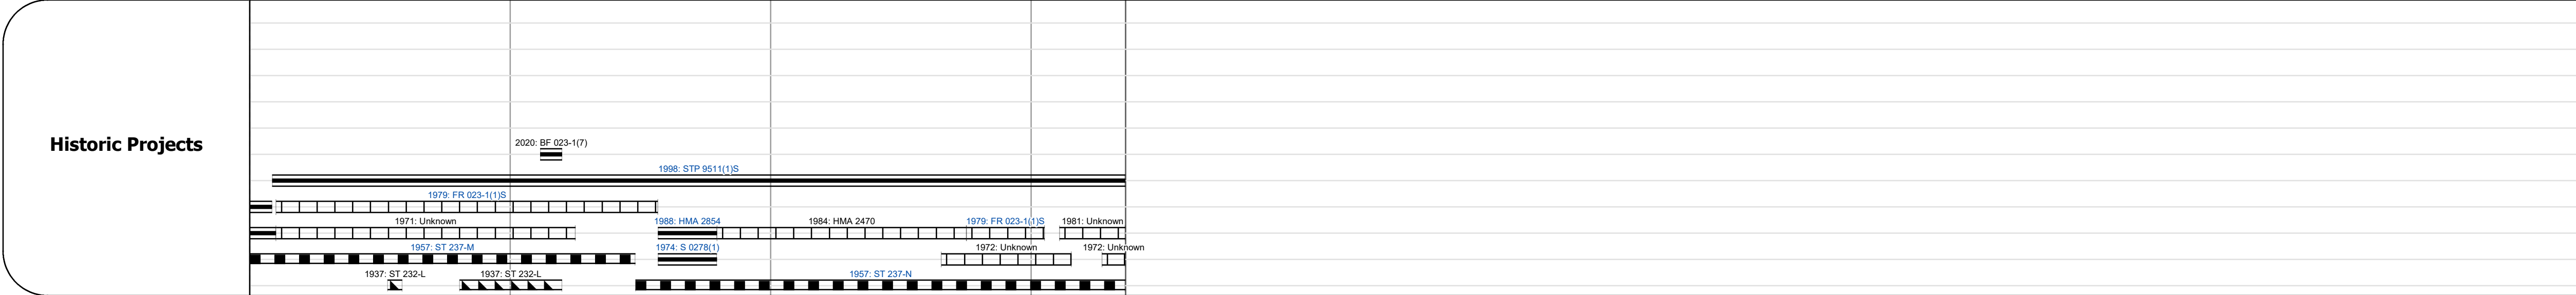 Historic Projects
2020: BF 023-1(7)
1998: STP 9511(1)S
1979: FR 023-1(1)S
1971: Unknown
1988: HMA 2854
1984: HMA 2470
1979: FR 023-1(1)S
1981: Unknown
1957: ST 237-M
1974: S 0278(1)
1972: Unknown
1972: Unknown
1937: ST 232-L
1937: ST 232-L
1957: ST 237-N